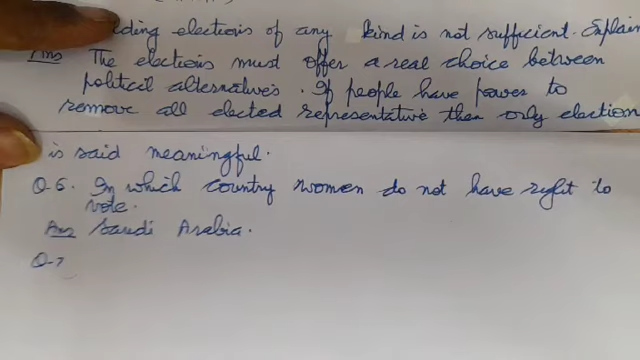 lding elections of any kind is not sufficient. Explain
Ans The elections must offer a real choice between
political alternatives. If people have power to
remove all elected representative then only election
is said meaningful.
Q.6. In which country women do not have right to
vote.
Ans Saudi Arabia.
Q.7